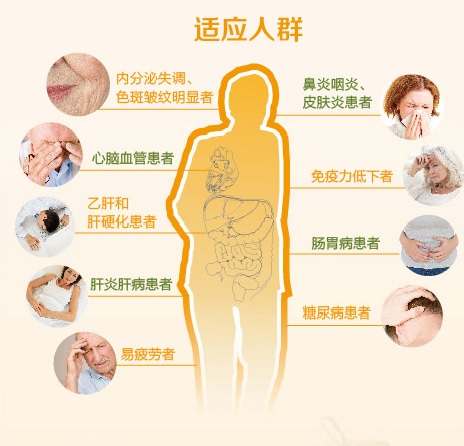 适应人群
内分泌失调、
色斑皱纹明显者
心脑血管患者
乙肝和
肝硬化患者
肝炎肝病患者
易疲劳者
鼻炎咽炎、
皮肤炎患者
免疫力低下者
肠胃病患者
糖尿病患者